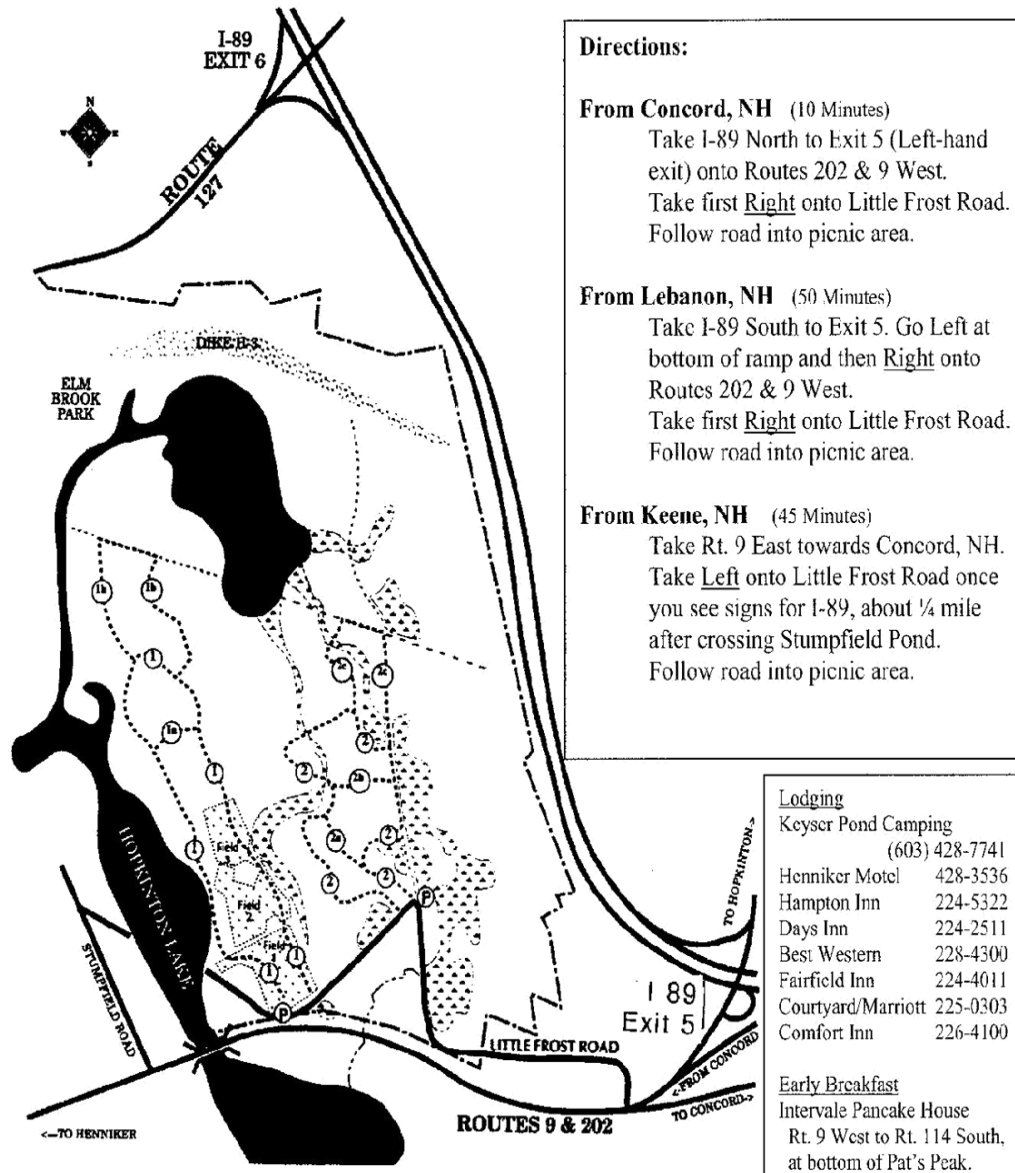 I-89
EXIT 6
N
W
E
S
ROUTE
127
DIKE H-3
ELM
BROOK
PARK
1b
1b
1
2c
2c
1a
2
1
2
2b
2a
2
1
2
2
Field
3
Field
2
Field
1
1
1
P
P
HOPKINTON LAKE
STUMPFIELD ROAD
TO HOPKINTON ->
I 89
Exit 5
LITTLE FROST ROAD
<-FROM CONCORD
TO CONCORD->
ROUTES 9 & 202
<--TO HENNIKER
Directions:
From Concord, NH (10 Minutes)
Take I-89 North to Exit 5 (Left-hand
exit) onto Routes 202 & 9 West.
Take first Right onto Little Frost Road.
Follow road into picnic area.
From Lebanon, NH (50 Minutes)
Take I-89 South to Exit 5. Go Left at
bottom of ramp and then Right onto
Routes 202 & 9 West.
Take first Right onto Little Frost Road.
Follow road into picnic area.
From Keene, NH (45 Minutes)
Take Rt. 9 East towards Concord, NH.
Take Left onto Little Frost Road once
you see signs for I-89, about ¼ mile
after crossing Stumpfield Pond.
Follow road into picnic area.
Lodging
Keyser Pond Camping
(603) 428-7741
Henniker Motel 428-3536
Hampton Inn 224-5322
Days Inn 224-2511
Best Western 228-4300
Fairfield Inn 224-4011
Courtyard/Marriott 225-0303
Comfort Inn 226-4100
Early Breakfast
Intervale Pancake House
Rt. 9 West to Rt. 114 South,
at bottom of Pat's Peak.